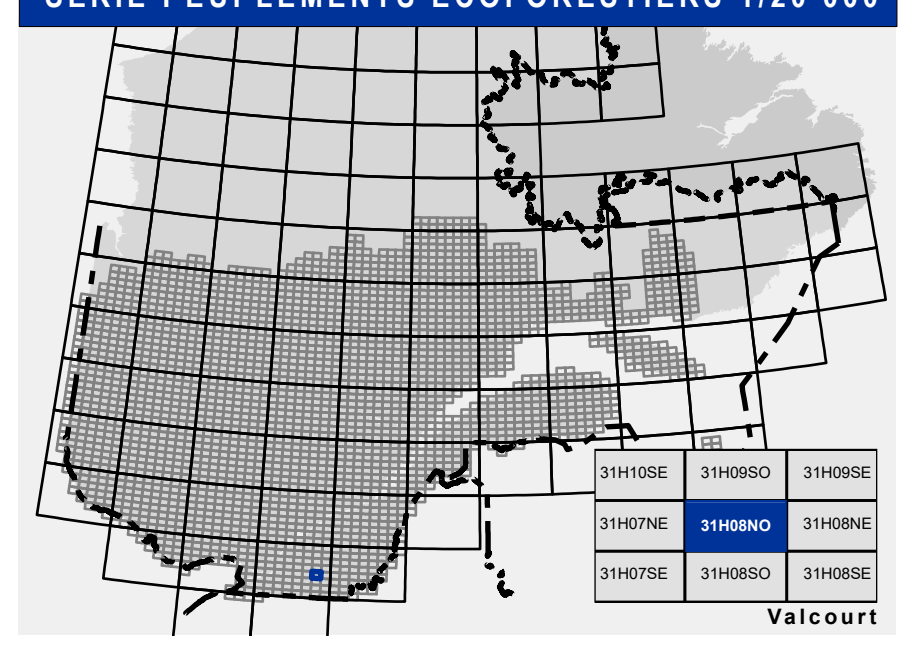 SÉRIE PEUPLEMENTS ÉCOFORESTIERS 1/20 000
31H10SE 31H09SO 31H09SE
31H07NE 31H08NO 31H08NE
31H07SE 31H08SO 31H08SE
Valcourt